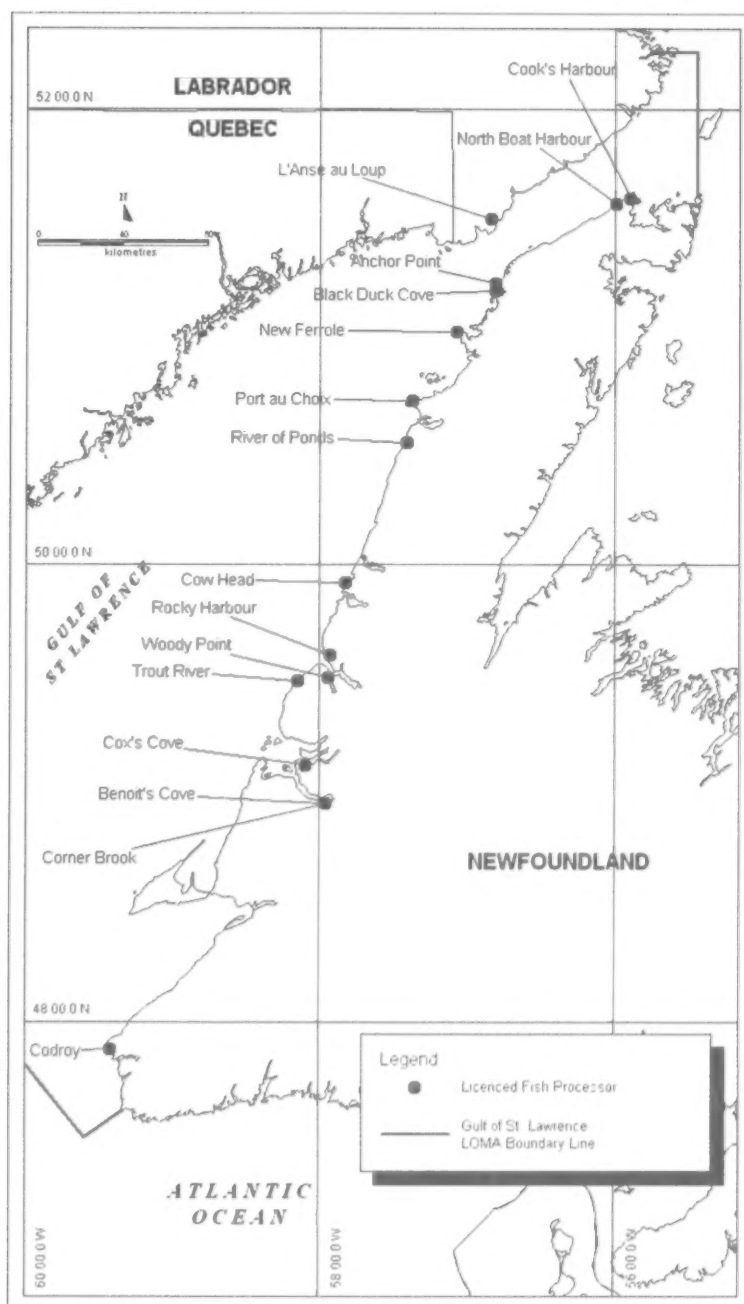 Cook's Harbour
LABRADOR
52 00.0 N
QUEBEC
North Boat Harbour
L'Anse au Loup
N
0 40 80
kilometres
Anchor Point
Black Duck Cove
New Ferrole
Port au Choix
River of Ponds
50 00.0 N
GULF OF
ST LAWRENCE
Cow Head
Rocky Harbour
Woody Point
Trout River
Cox's Cove
Benoit's Cove
Corner Brook
NEWFOUNDLAND
48 00.0 N
Codroy
Legend
Licenced Fish Processor
Gulf of St. Lawrence
LOMA Boundary Line
ATLANTIC
OCEAN
60 00.0 W
58 00.0 W
56 00.0 W